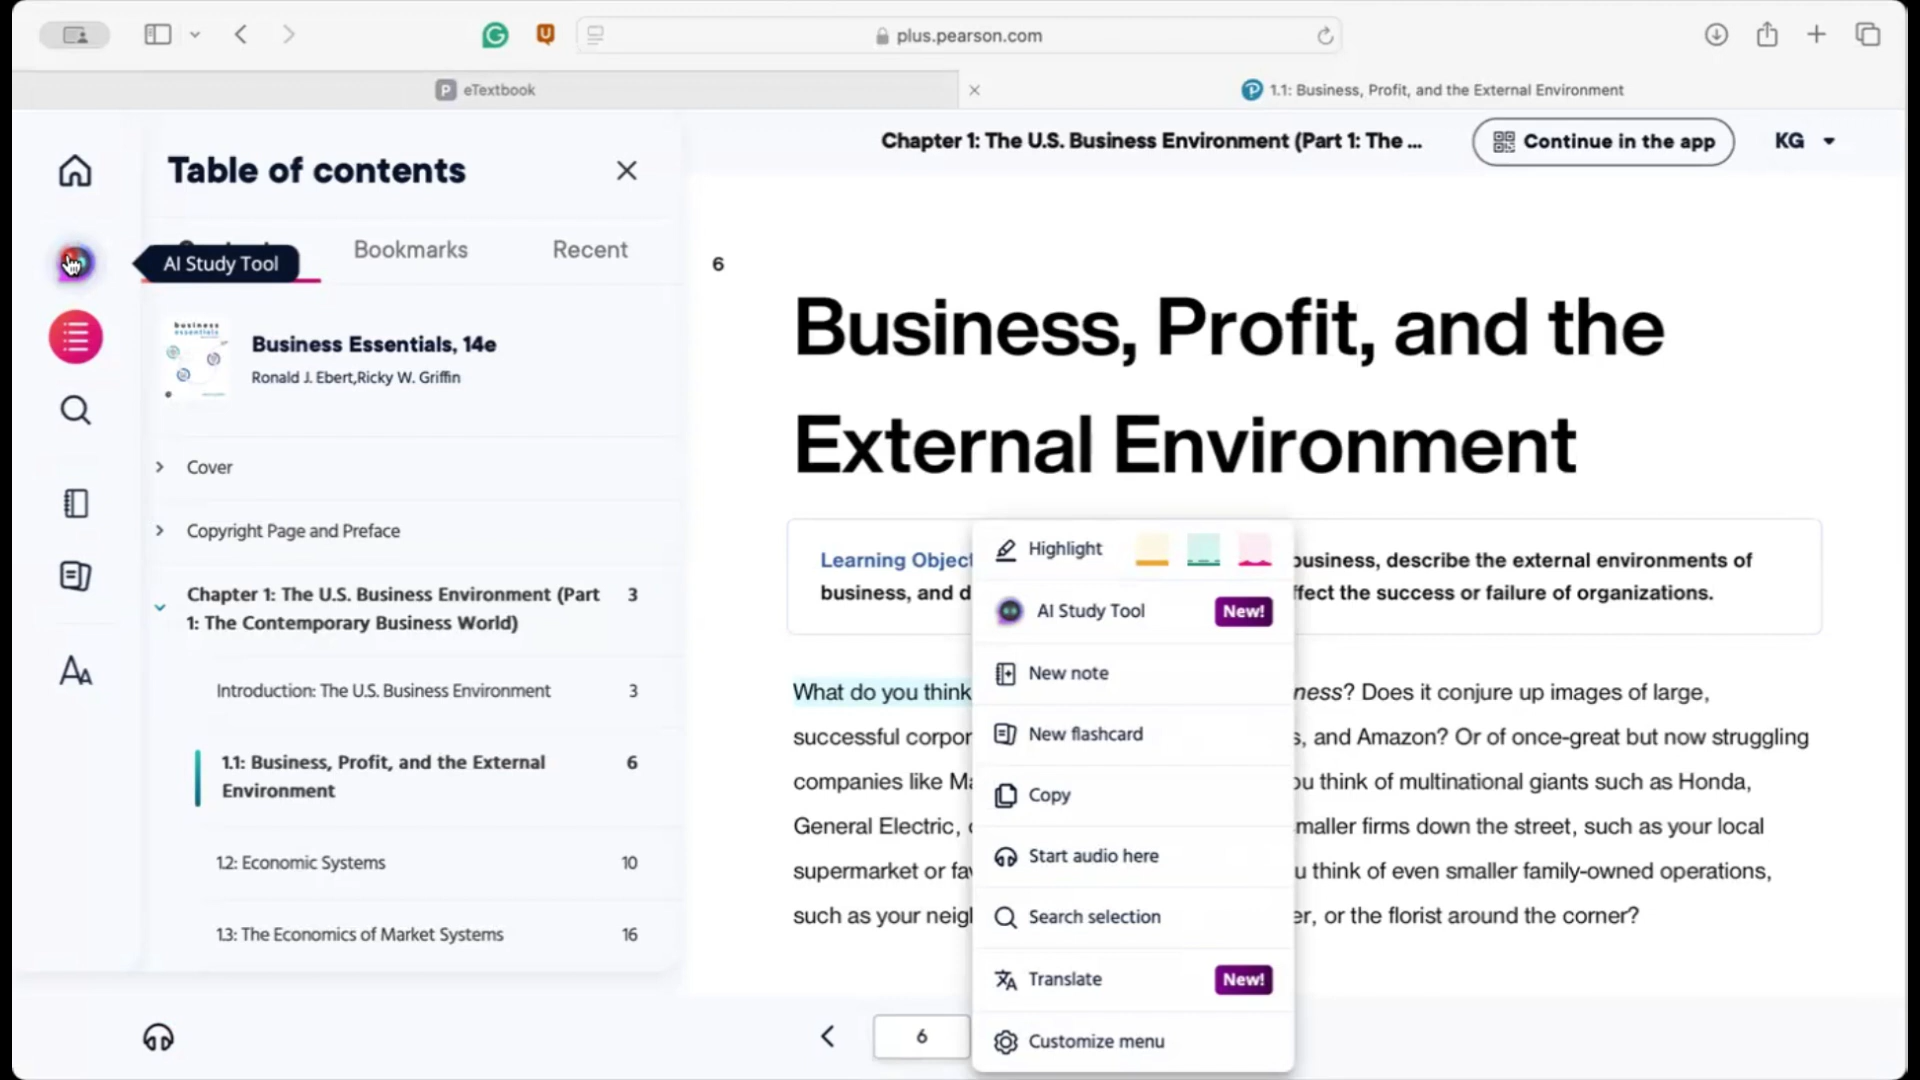 plus.pearson.com
eTextbook
1.1: Business, Profit, and the External Environment
Chapter 1: The U.S. Business Environment (Part 1: The ...
Continue in the app
KG
Table of contents
Bookmarks
Recent
AI Study Tool
business
essentials
Business Essentials, 14e
Ronald J. Ebert,Ricky W. Griffin
Cover
Copyright Page and Preface
Chapter 1: The U.S. Business Environment (Part 3
1: The Contemporary Business World)
Introduction: The U.S. Business Environment 3
1.1: Business, Profit, and the External 6
Environment
1.2: Economic Systems 10
1.3: The Economics of Market Systems 16
6
Business, Profit, and the
External Environment
Learning Object business, describe the external environments of
business, and d ffect the success or failure of organizations.
What do you think ness? Does it conjure up images of large,
successful corpor s, and Amazon? Or of once-great but now struggling
companies like Ma ou think of multinational giants such as Honda,
General Electric, maller firms down the street, such as your local
supermarket or fav u think of even smaller family-owned operations,
such as your neigh er, or the florist around the corner?
Highlight
AI Study Tool New!
New note
New flashcard
Copy
Start audio here
Search selection
Translate New!
Customize menu
6